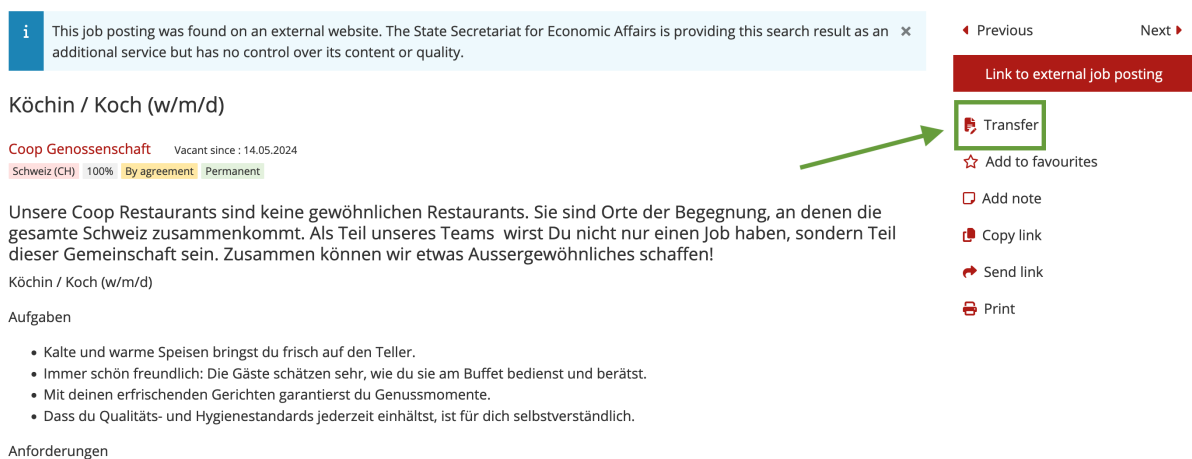 This job posting was found on an external website. The State Secretariat for Economic Affairs is providing this search result as an
additional service but has no control over its content or quality.
Köchin / Koch (w/m/d)
Coop Genossenschaft Vacant since : 14.05.2024
Schweiz (CH) 100% By agreement Permanent
Unsere Coop Restaurants sind keine gewöhnlichen Restaurants. Sie sind Orte der Begegnung, an denen die
gesamte Schweiz zusammenkommt. Als Teil unseres Teams wirst Du nicht nur einen Job haben, sondern Teil
dieser Gemeinschaft sein. Zusammen können wir etwas Aussergewöhnliches schaffen!
Köchin / Koch (w/m/d)
Aufgaben
• Kalte und warme Speisen bringst du frisch auf den Teller.
• Immer schön freundlich: Die Gäste schätzen sehr, wie du sie am Buffet bedienst und berätst.
• Mit deinen erfrischenden Gerichten garantierst du Genussmomente.
• Dass du Qualitäts- und Hygienestandards jederzeit einhältst, ist für dich selbstverständlich.
Anforderungen
Previous Next
Link to external job posting
Transfer
Add to favourites
Add note
Copy link
Send link
Print